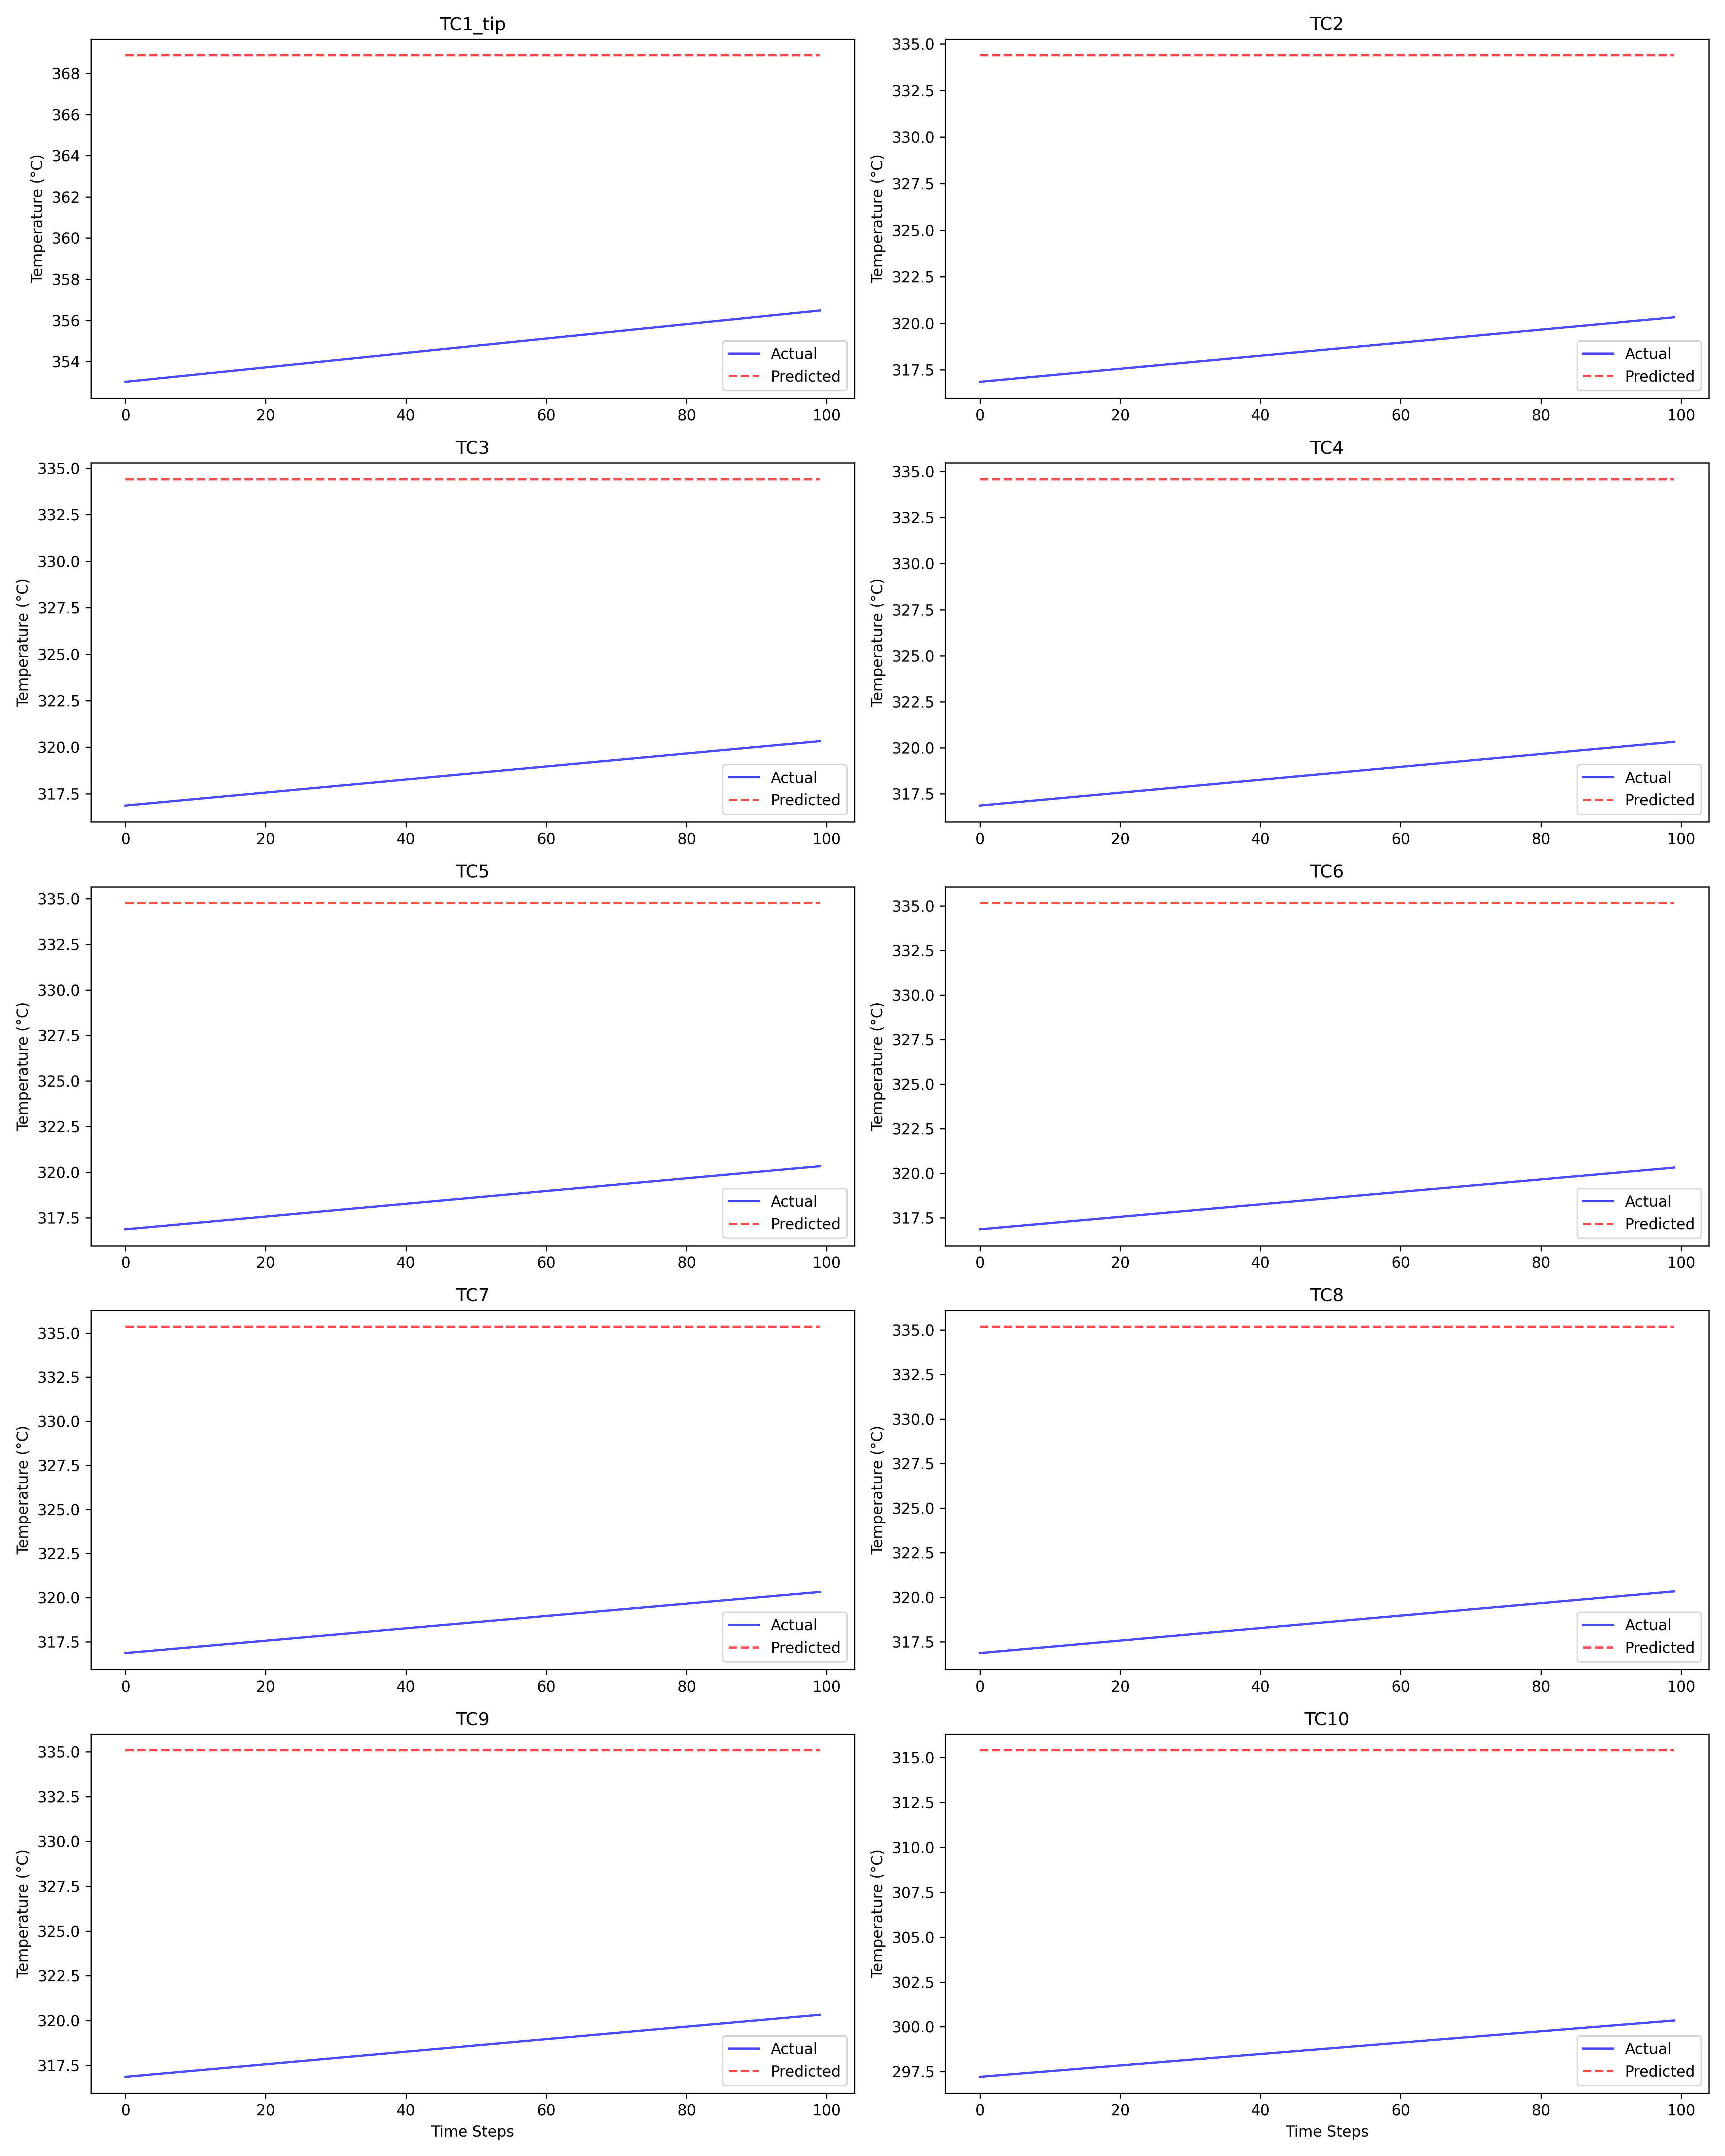 TC1_tip
Temperature (°C)
368
366
364
362
360
358
356
354
0 20 40 60 80 100
Actual
Predicted
TC2
Temperature (°C)
335.0
332.5
330.0
327.5
325.0
322.5
320.0
317.5
0 20 40 60 80 100
Actual
Predicted
TC3
Temperature (°C)
335.0
332.5
330.0
327.5
325.0
322.5
320.0
317.5
0 20 40 60 80 100
Actual
Predicted
TC4
Temperature (°C)
335.0
332.5
330.0
327.5
325.0
322.5
320.0
317.5
0 20 40 60 80 100
Actual
Predicted
TC5
Temperature (°C)
335.0
332.5
330.0
327.5
325.0
322.5
320.0
317.5
0 20 40 60 80 100
Actual
Predicted
TC6
Temperature (°C)
335.0
332.5
330.0
327.5
325.0
322.5
320.0
317.5
0 20 40 60 80 100
Actual
Predicted
TC7
Temperature (°C)
335.0
332.5
330.0
327.5
325.0
322.5
320.0
317.5
0 20 40 60 80 100
Actual
Predicted
TC8
Temperature (°C)
335.0
332.5
330.0
327.5
325.0
322.5
320.0
317.5
0 20 40 60 80 100
Actual
Predicted
TC9
Temperature (°C)
335.0
332.5
330.0
327.5
325.0
322.5
320.0
317.5
0 20 40 60 80 100
Time Steps
Actual
Predicted
TC10
Temperature (°C)
315.0
312.5
310.0
307.5
305.0
302.5
300.0
297.5
0 20 40 60 80 100
Time Steps
Actual
Predicted